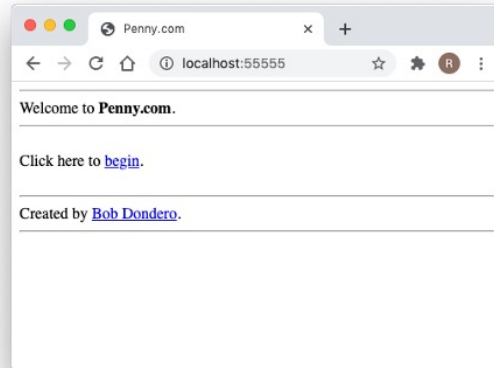 Penny.com
localhost:55555
R
Welcome to Penny.com.
Click here to begin.
Created by Bob Dondero.